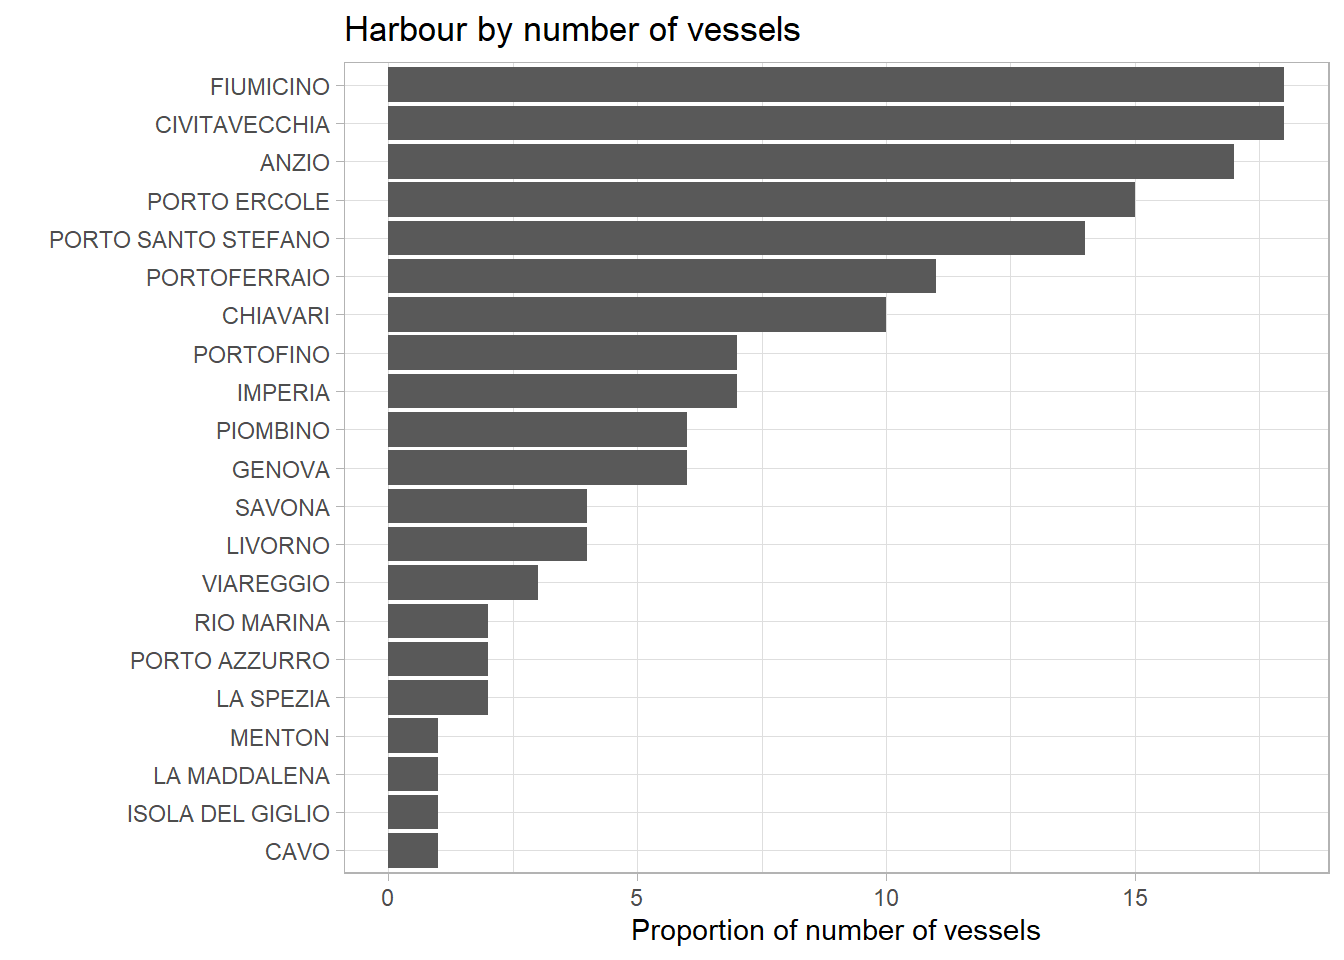 Harbour by number of vessels
FIUMICINO
CIVITAVECCHIA
ANZIO
PORTO ERCOLE
PORTO SANTO STEFANO
PORTOFERRAIO
CHIAVARI
PORTOFINO
IMPERIA
PIOMBINO
GENOVA
SAVONA
LIVORNO
VIAREGGIO
RIO MARINA
PORTO AZZURRO
LA SPEZIA
MENTON
LA MADDALENA
ISOLA DEL GIGLIO
CAVO
0 5 10 15
Proportion of number of vessels